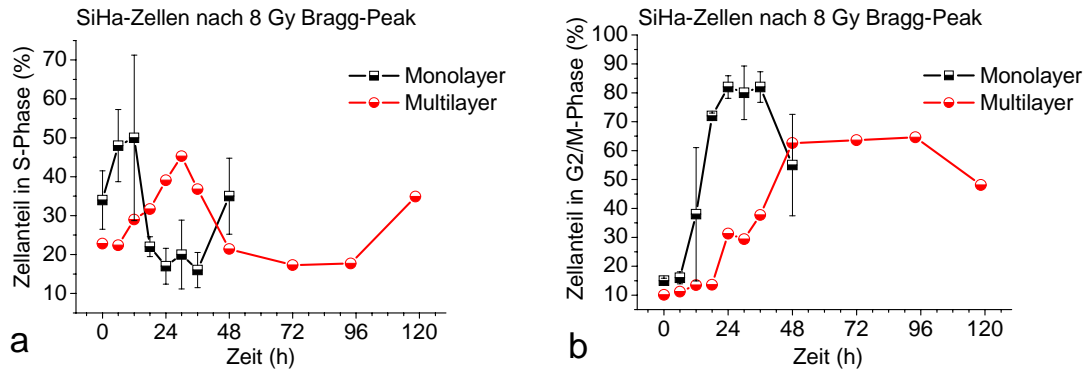 SiHa-Zellen nach 8 Gy Bragg-Peak
Zellanteil in S-Phase (%)
70
60
50
40
30
20
10
Monolayer
Multilayer
0 24 48 72 96 120
Zeit (h)
a
SiHa-Zellen nach 8 Gy Bragg-Peak
Zellanteil in G2/M-Phase (%)
100
90
80
70
60
50
40
30
20
10
Monolayer
Multilayer
0 24 48 72 96 120
Zeit (h)
b